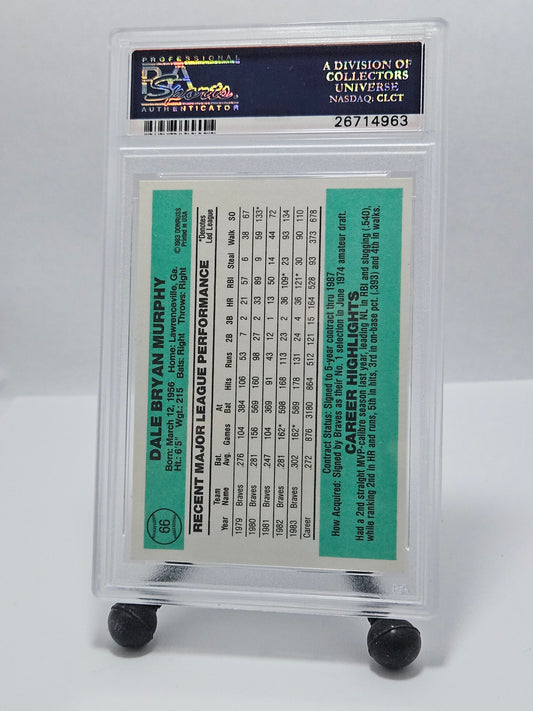 PROFESSIONAL
PSA
Sports
AUTHENTICATOR
A DIVISION OF
COLLECTORS
UNIVERSE
NASDAQ: CLCT
26714963
66
DALE BRYAN MURPHY
Born: March 12, 1956 Home: Lawrenceville, Ga.
Ht.: 6'5" Wgt.: 215 Bats: Right Throws: Right
©1983 DONRUSS
Printed in USA
RECENT MAJOR LEAGUE PERFORMANCE
*Denotes
Led League
Year Team Name Bat. Avg. Games At Bat Hits Runs 2B 3B HR RBI Steal Walk SO
1979 Braves .276 104 384 106 53 7 2 21 57 6 38 67
1980 Braves .281 156 569 160 98 27 2 33 89 9 59 133*
1981 Braves .247 104 369 91 43 12 1 13 50 14 44 72
1982 Braves .281 162* 598 168 113 23 2 36 109* 23 93 134
1983 Braves .302 162* 589 178 131 24 4 36 121* 30 90 110
Career .272 876 3180 864 512 121 15 164 528 93 373 678
Contract Status: Signed to 5-year contract thru 1987
How Acquired: Signed by Braves as their No. 1 selection in June 1974 amateur draft.
CAREER HIGHLIGHTS
Had a 2nd straight MVP-calibre season last year, leading NL in RBI and slugging (.540),
while ranking 2nd in HR and runs, 5th in hits, 3rd in on-base pct. (.393) and 4th in walks.